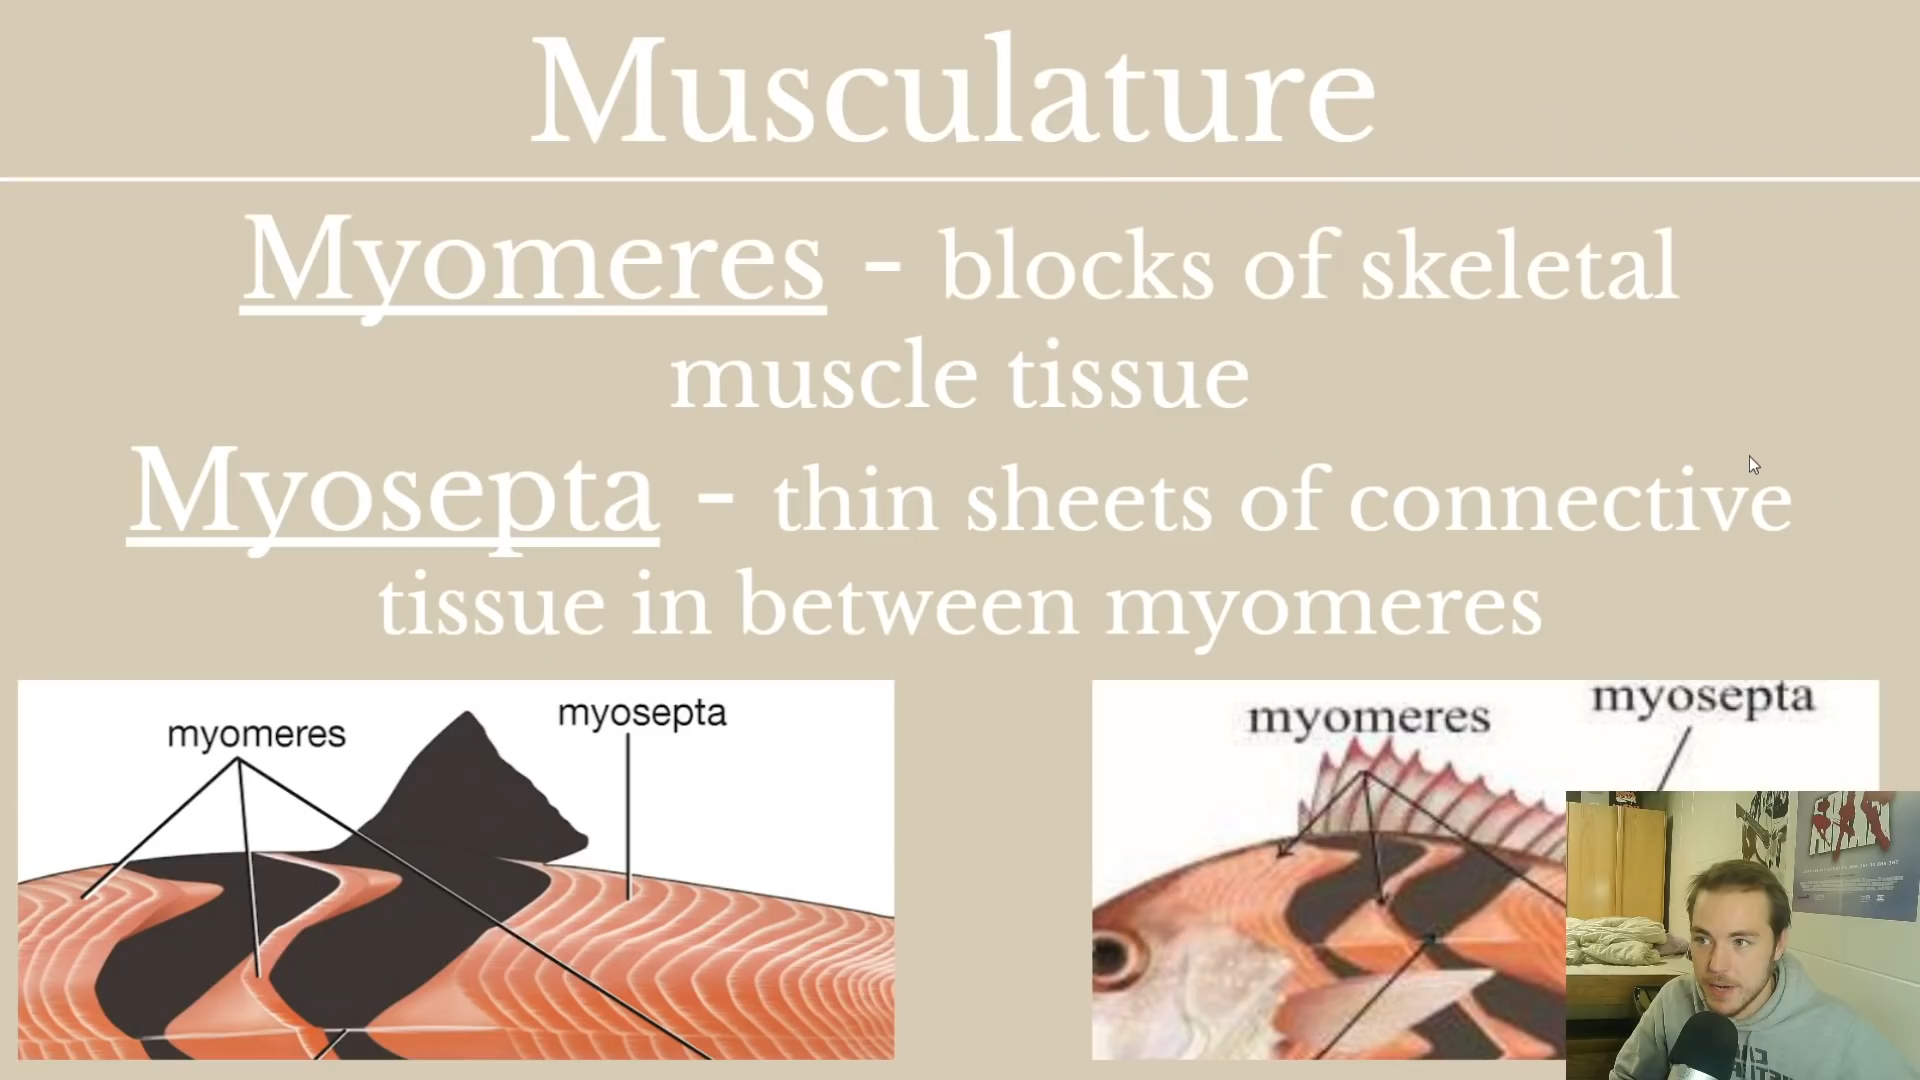 Musculature
Myomeres - blocks of skeletal
muscle tissue
Myosepta - thin sheets of connective
tissue in between myomeres
myomeres
myosepta
myomeres
myosepta